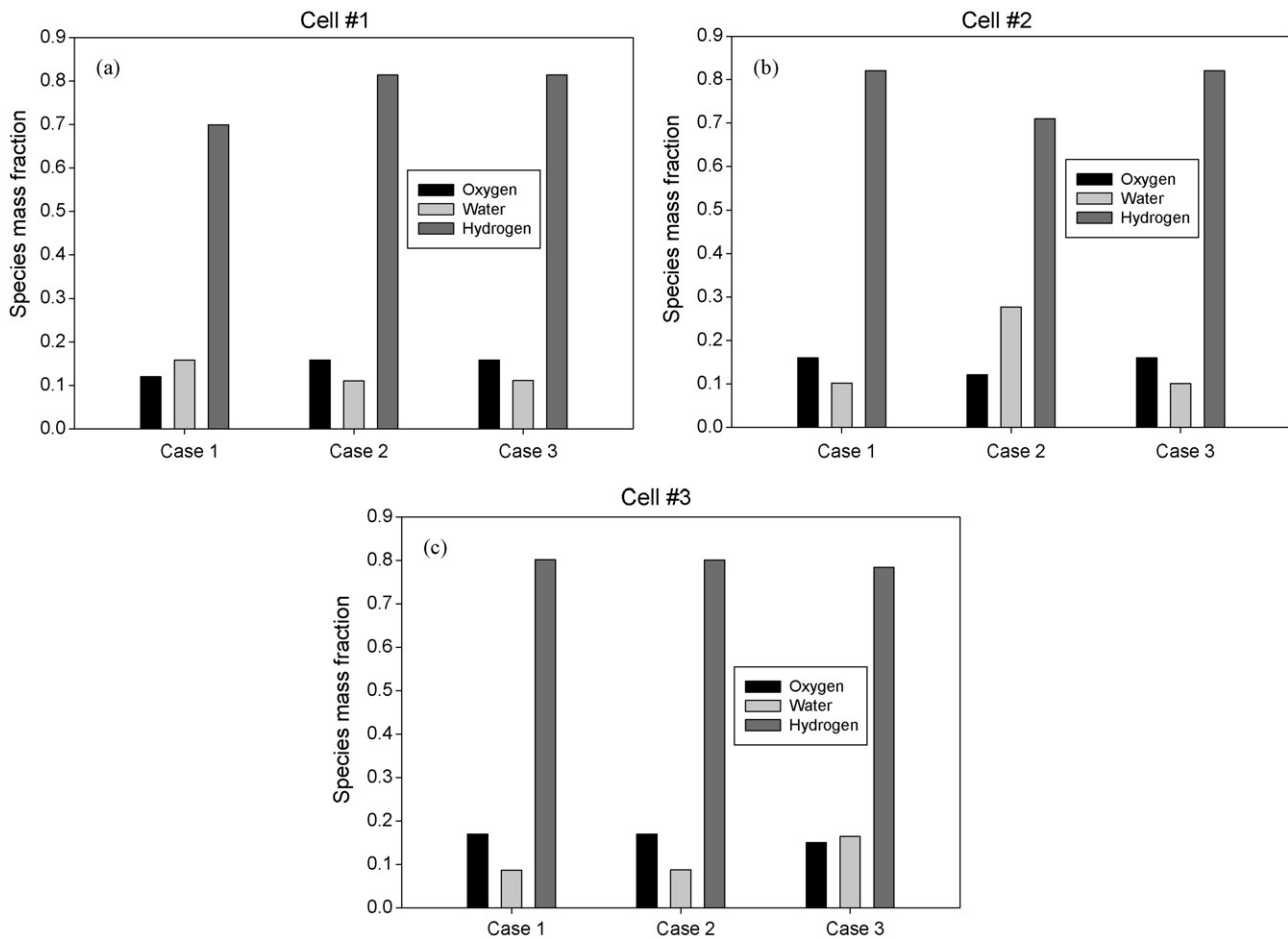 Cell #1
(a)
Species mass fraction
0.9
0.8
0.7
0.6
0.5
0.4
0.3
0.2
0.1
0.0
Oxygen
Water
Hydrogen
Case 1
Case 2
Case 3
Cell #2
(b)
Species mass fraction
0.9
0.8
0.7
0.6
0.5
0.4
0.3
0.2
0.1
0.0
Oxygen
Water
Hydrogen
Case 1
Case 2
Case 3
Cell #3
(c)
Species mass fraction
0.9
0.8
0.7
0.6
0.5
0.4
0.3
0.2
0.1
0.0
Oxygen
Water
Hydrogen
Case 1
Case 2
Case 3